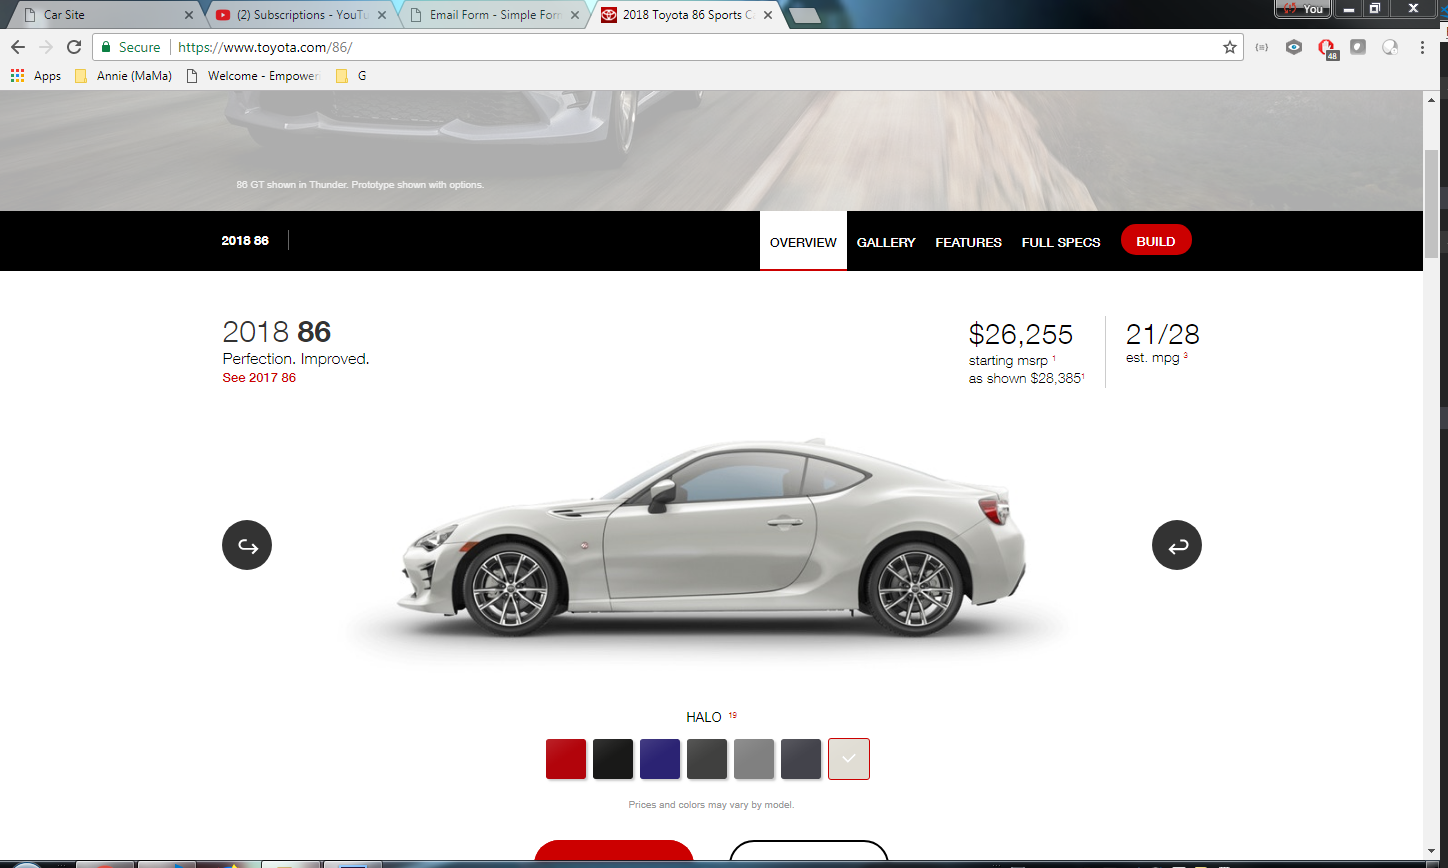 Car Site
(2) Subscriptions - YouTu
Email Form - Simple Form
2018 Toyota 86 Sports C
You
Secure
https://www.toyota.com/86/
48
Apps
Annie (MaMa)
Welcome - Empower
G
86 GT shown in Thunder. Prototype shown with options.
2018 86
OVERVIEW
GALLERY
FEATURES
FULL SPECS
BUILD
2018 86
Perfection. Improved.
See 2017 86
$26,255
starting msrp 1
as shown $28,385¹
21/28
est. mpg 3
HALO 19
Prices and colors may vary by model.